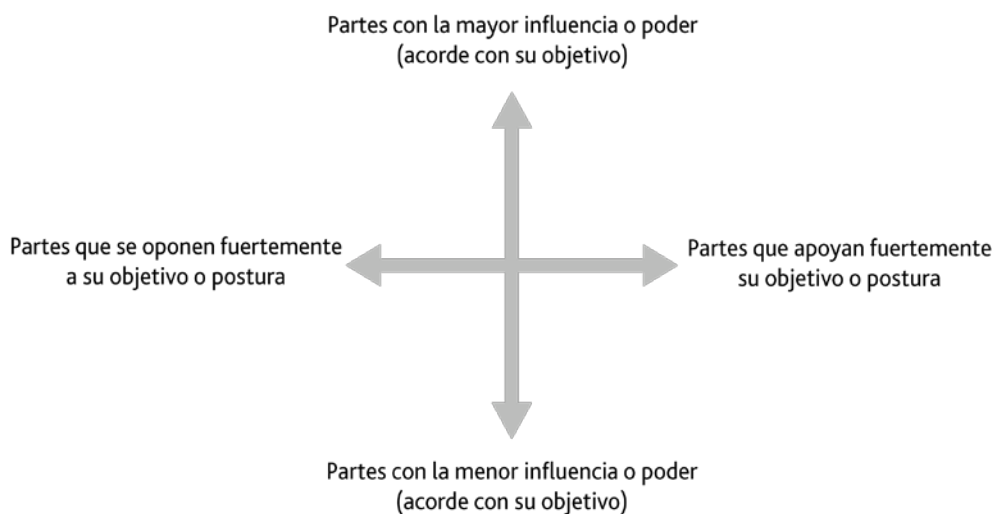 Partes con la mayor influencia o poder
(acorde con su objetivo)
Partes que se oponen fuertemente
a su objetivo o postura
Partes que apoyan fuertemente
su objetivo o postura
Partes con la menor influencia o poder
(acorde con su objetivo)